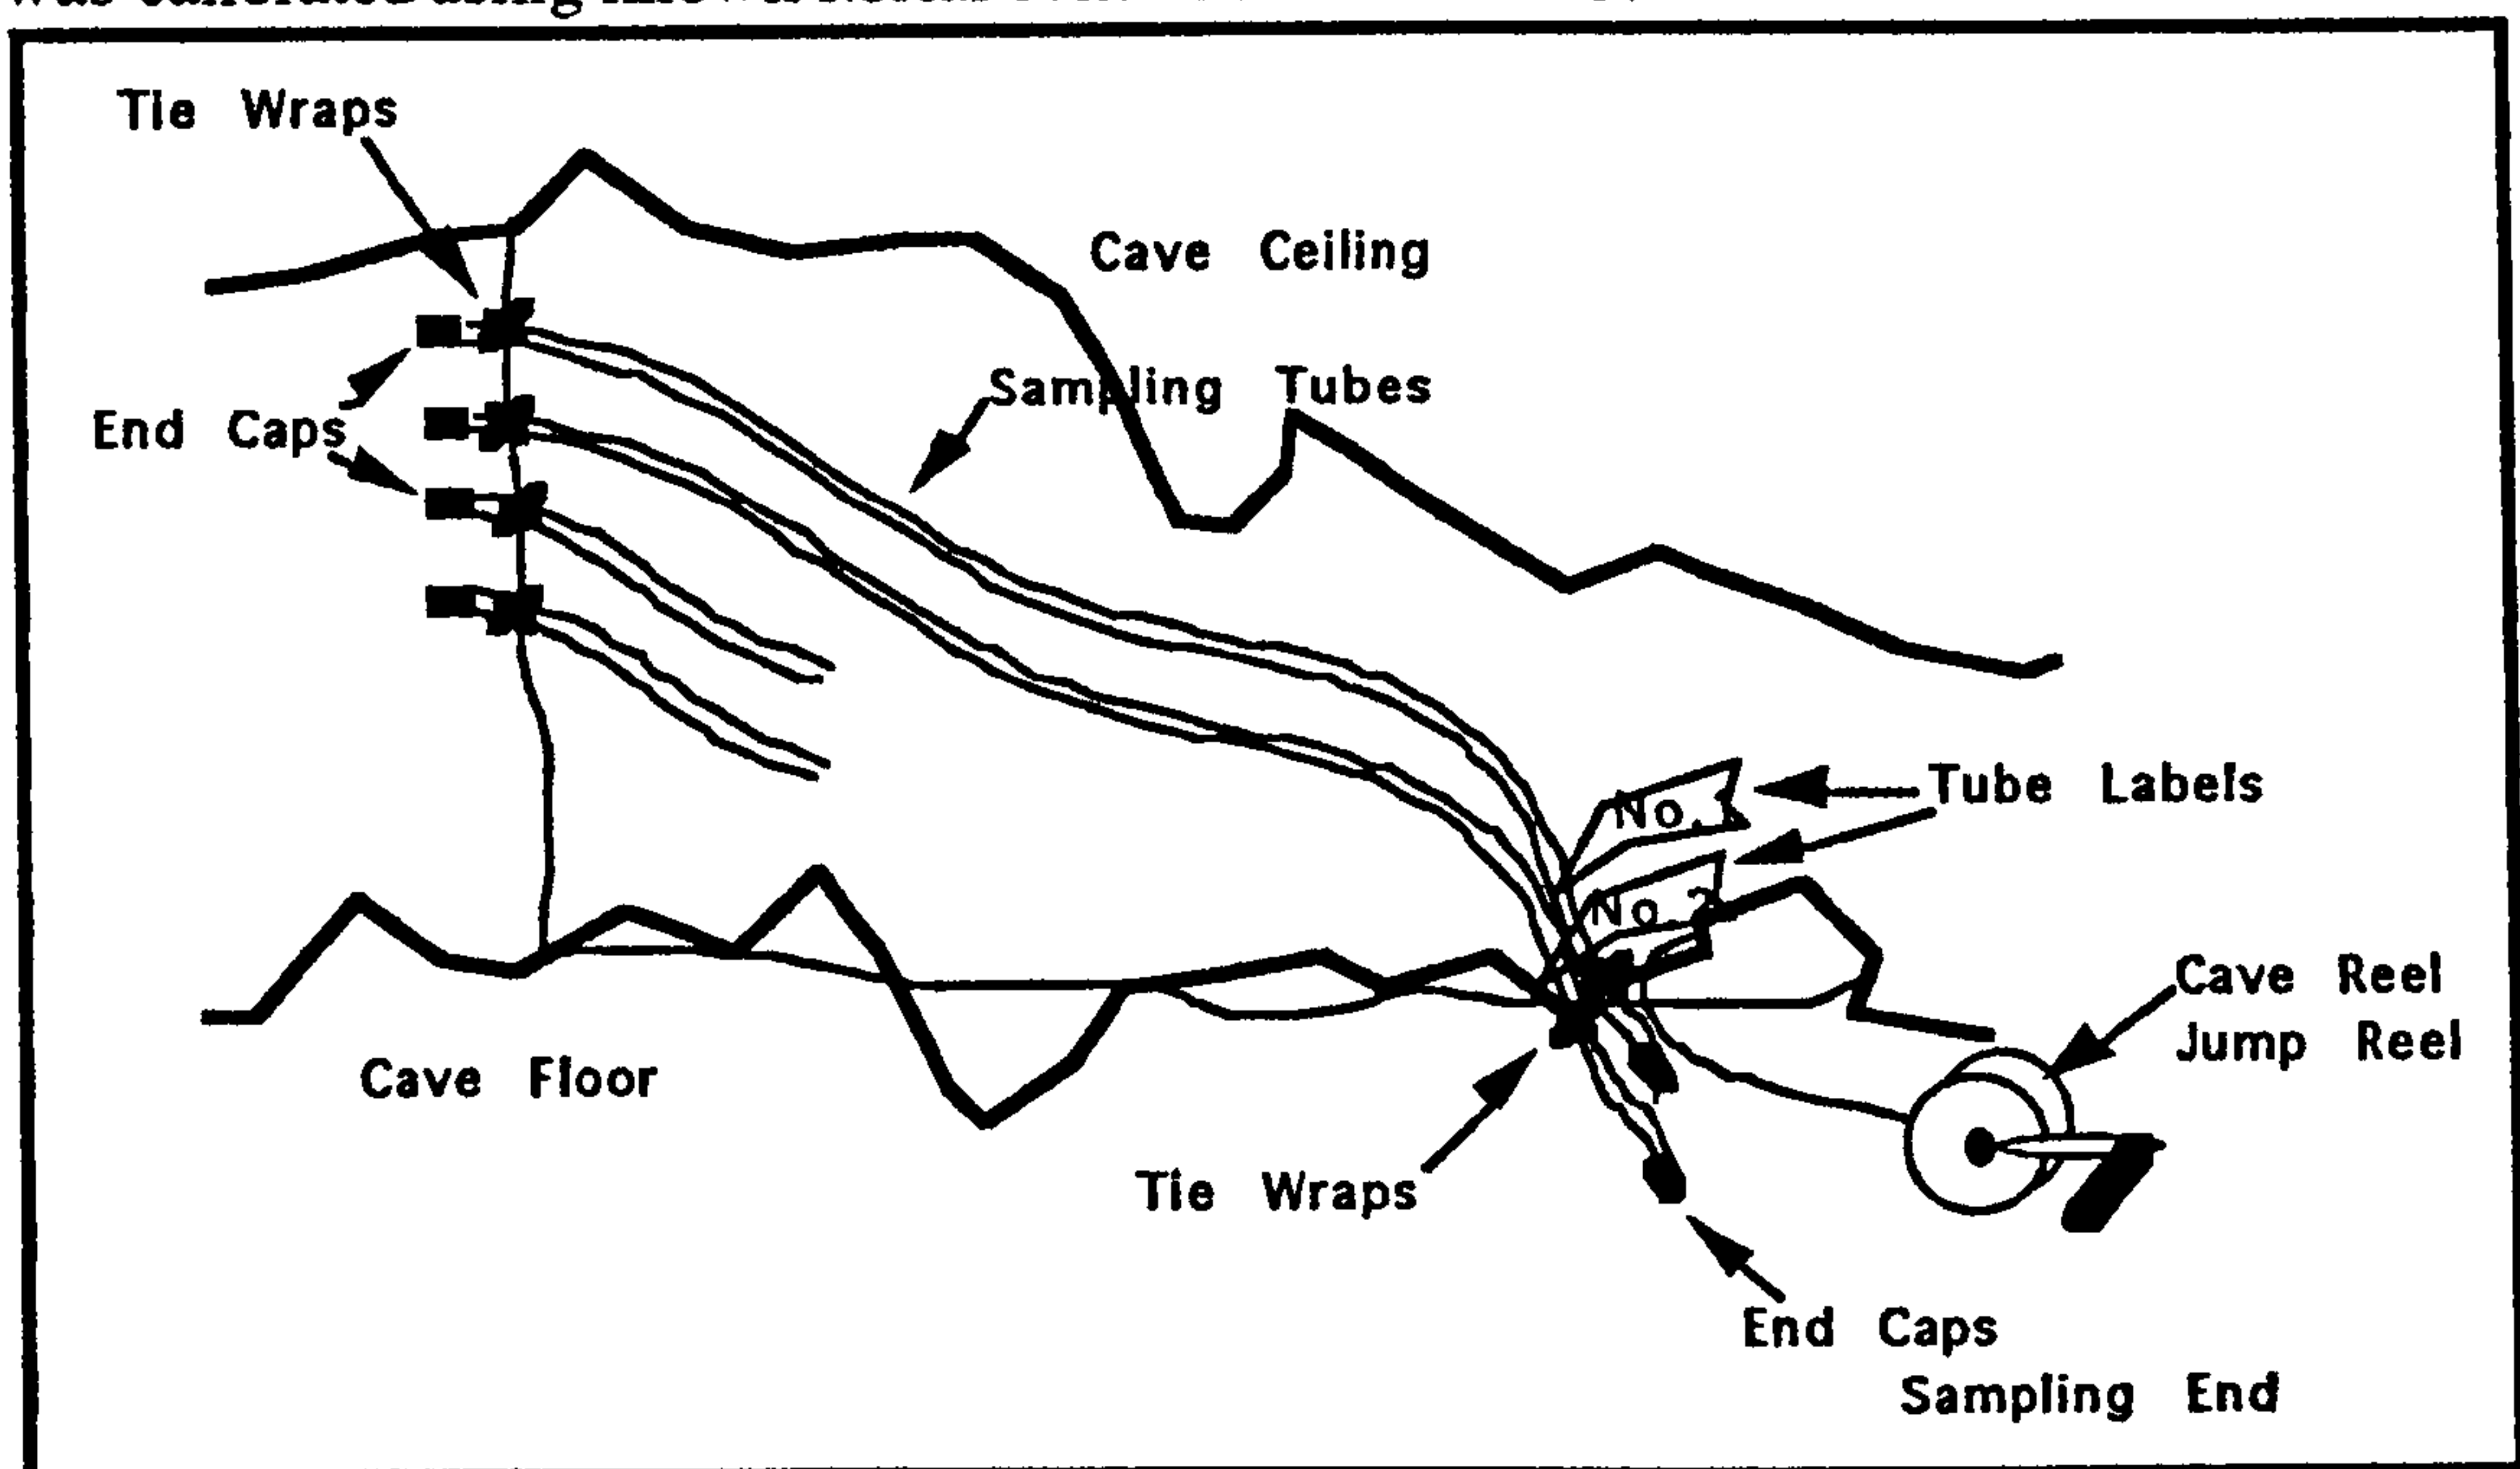 Tie Wraps
Cave Ceiling
Sampling Tubes
End Caps
No. 1
Tube Labels
No. 2
Cave Reel
Jump Reel
Cave Floor
Tie Wraps
End Caps
Sampling End